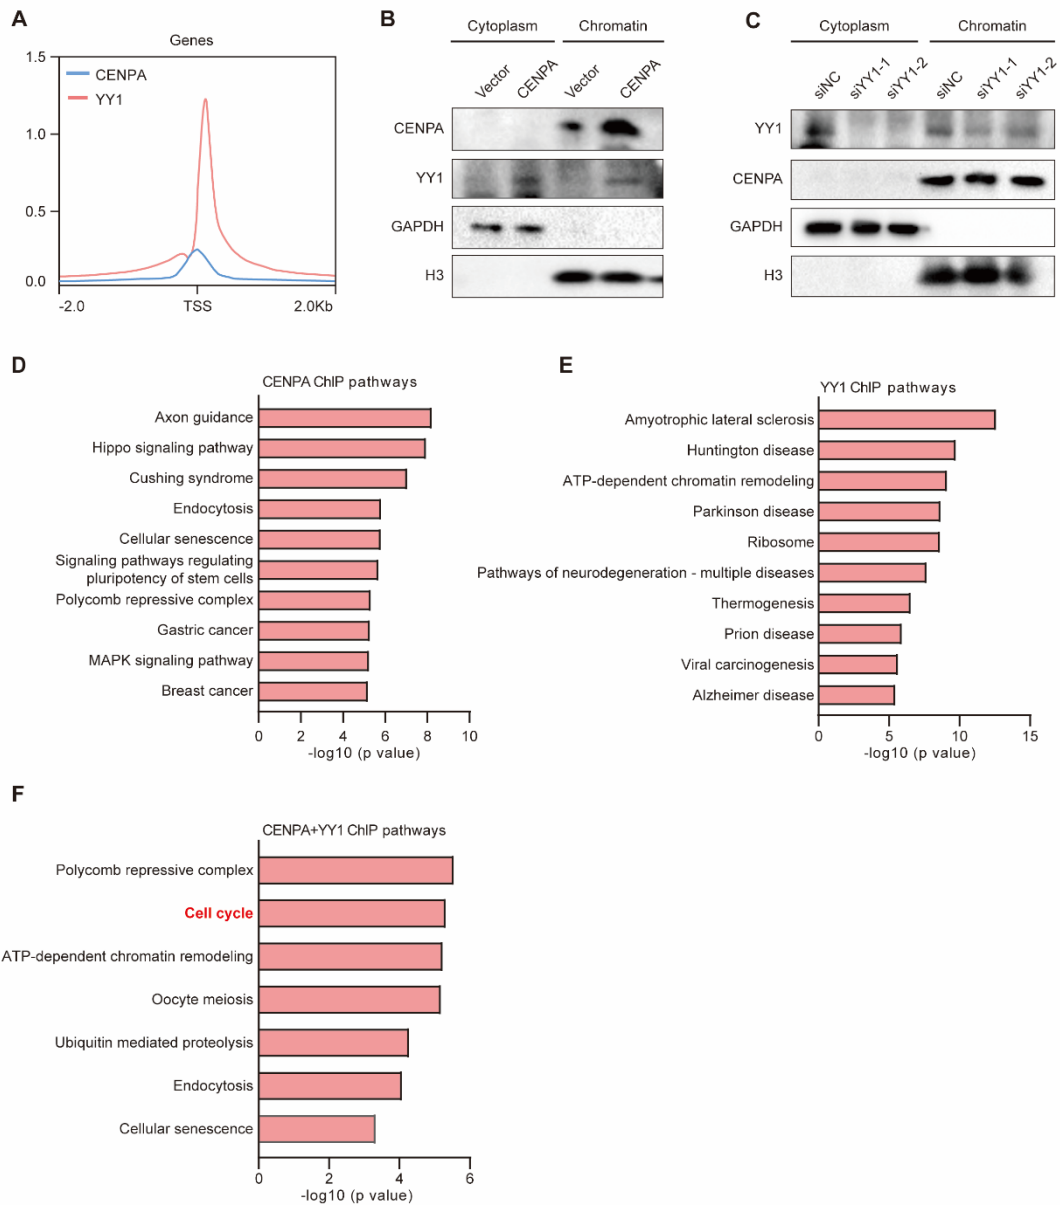 A
Genes
1.5
CENPA
YY1
1.0
0.5
0.0
-2.0
TSS
2.0Kb
B
Cytoplasm
Chromatin
Vector
CENPA
Vector
CENPA
CENPA
YY1
GAPDH
H3
C
Cytoplasm
Chromatin
siNC
siYY1-1
siYY1-2
siNC
siYY1-1
siYY1-2
YY1
CENPA
GAPDH
H3
D
CENPA ChIP pathways
Axon guidance
Hippo signaling pathway
Cushing syndrome
Endocytosis
Cellular senescence
Signaling pathways regulating
pluripotency of stem cells
Polycomb repressive complex
Gastric cancer
MAPK signaling pathway
Breast cancer
0 2 4 6 8 10
-log10 (p value)
E
YY1 ChIP pathways
Amyotrophic lateral sclerosis
Huntington disease
ATP-dependent chromatin remodeling
Parkinson disease
Ribosome
Pathways of neurodegeneration - multiple diseases
Thermogenesis
Prion disease
Viral carcinogenesis
Alzheimer disease
0 5 10 15
-log10 (p value)
F
CENPA+YY1 ChIP pathways
Polycomb repressive complex
Cell cycle
ATP-dependent chromatin remodeling
Oocyte meiosis
Ubiquitin mediated proteolysis
Endocytosis
Cellular senescence
0 2 4 6
-log10 (p value)